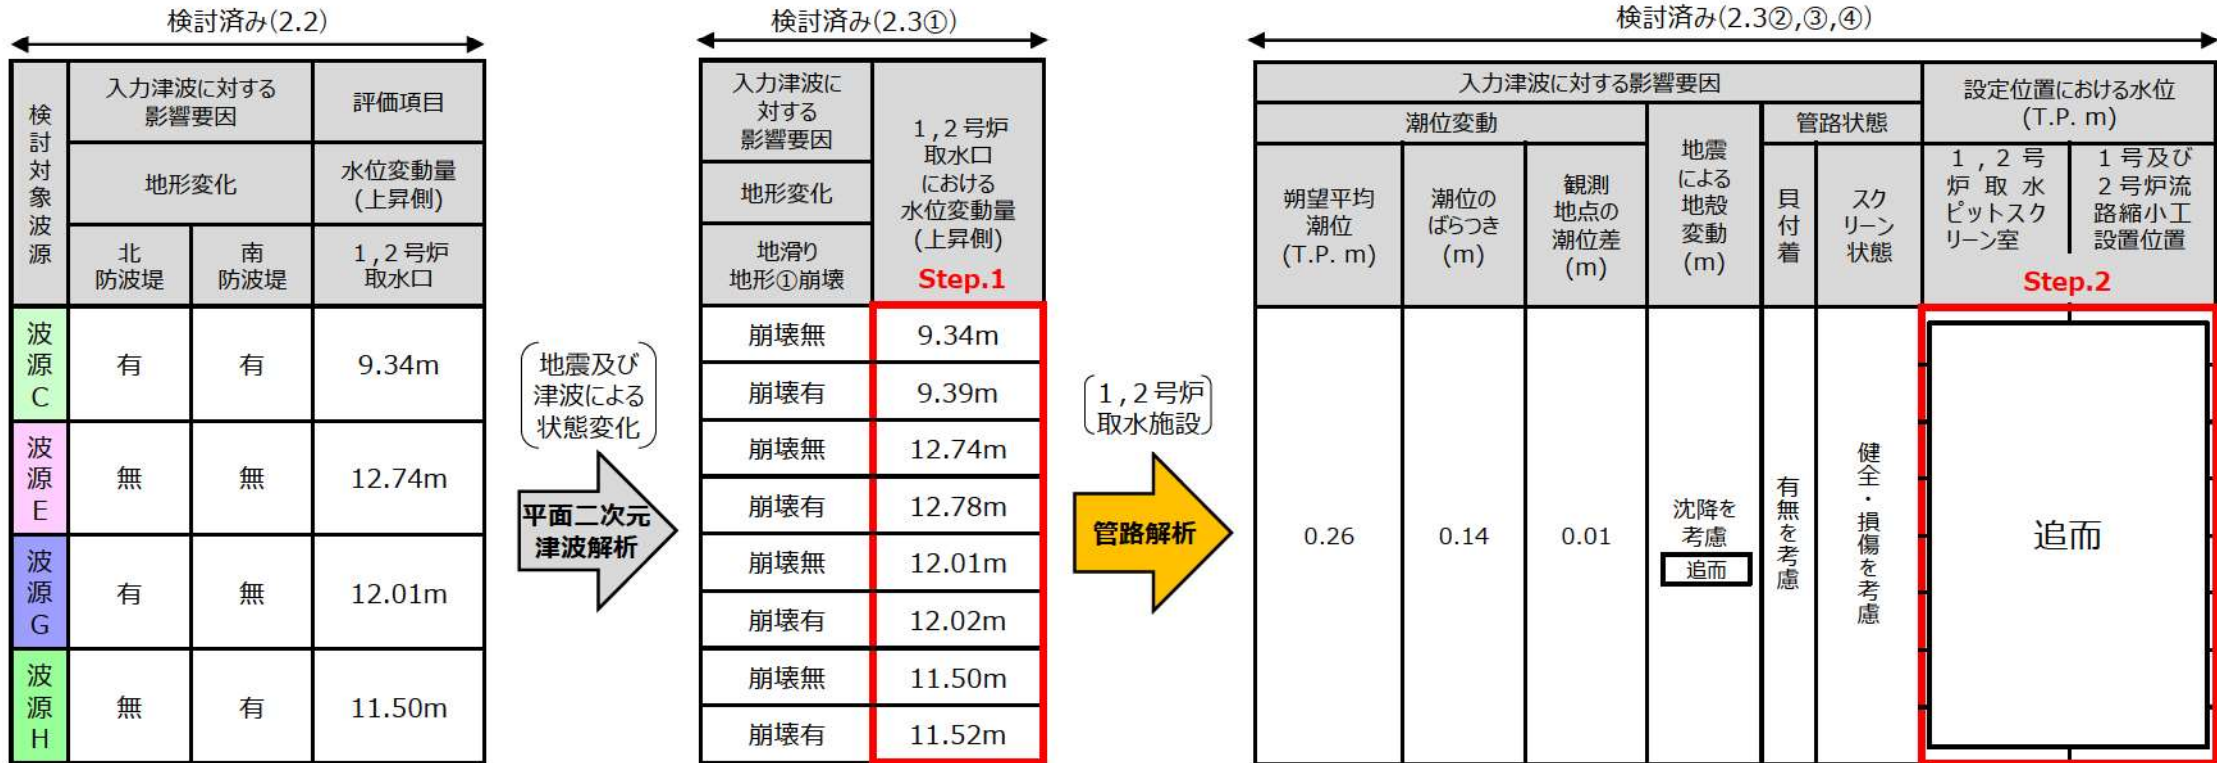 検討済み(2.2)
検討対象波源
入力津波に対する
影響要因
評価項目
地形変化
水位変動量
(上昇側)
北
防波堤
南
防波堤
1,2号炉
取水口
波源C
有
有
9.34m
波源E
無
無
12.74m
波源G
有
無
12.01m
波源H
無
有
11.50m
地震及び
津波による
状態変化
平面二次元
津波解析
検討済み(2.3①)
入力津波に
対する
影響要因
地形変化
地滑り
地形①崩壊
1,2号炉
取水口
における
水位変動量
(上昇側)
Step.1
崩壊無
9.34m
崩壊有
9.39m
崩壊無
12.74m
崩壊有
12.78m
崩壊無
12.01m
崩壊有
12.02m
崩壊無
11.50m
崩壊有
11.52m
1,2号炉
取水施設
管路解析
検討済み(2.3②,③,④)
入力津波に対する影響要因
設定位置における水位
(T.P. m)
潮位変動
地震
による
地殻
変動
(m)
管路状態
朔望平均
潮位
(T.P. m)
潮位の
ばらつき
(m)
観測
地点の
潮位差
(m)
貝付着
スク
リーン
状態
1,2号
炉取水
ピットスク
リーン室
1号及び
2号炉流
路縮小工
設置位置
Step.2
0.26
0.14
0.01
沈降を
考慮
追而
有無を考慮
健全・損傷を考慮
追而